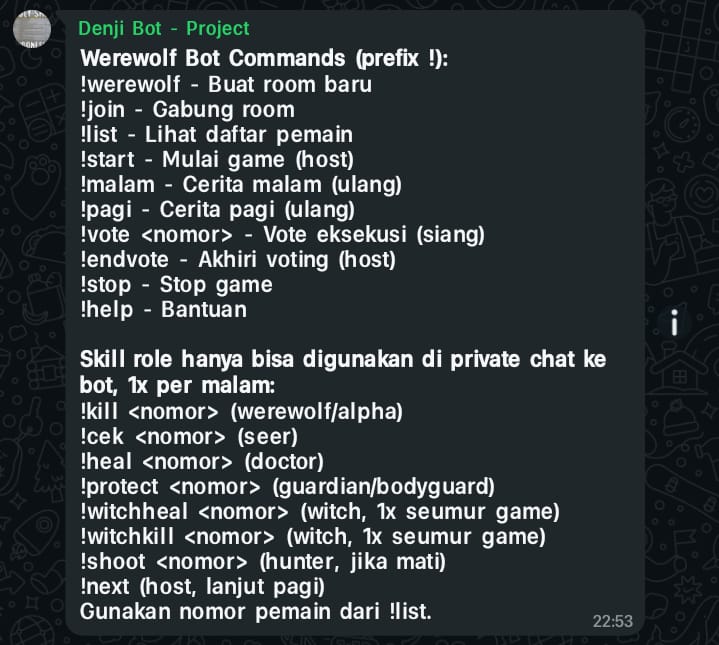 Denji Bot - Project
Werewolf Bot Commands (prefix !):
!werewolf - Buat room baru
!join - Gabung room
!list - Lihat daftar pemain
!start - Mulai game (host)
!malam - Cerita malam (ulang)
!pagi - Cerita pagi (ulang)
!vote <nomor> - Vote eksekusi (siang)
!endvote - Akhiri voting (host)
!stop - Stop game
!help - Bantuan
Skill role hanya bisa digunakan di private chat ke
bot, 1x per malam:
!kill <nomor> (werewolf/alpha)
!cek <nomor> (seer)
!heal <nomor> (doctor)
!protect <nomor> (guardian/bodyguard)
!witchheal <nomor> (witch, 1x seumur game)
!witchkill <nomor> (witch, 1x seumur game)
!shoot <nomor> (hunter, jika mati)
!next (host, lanjut pagi)
Gunakan nomor pemain dari !list.
22:53